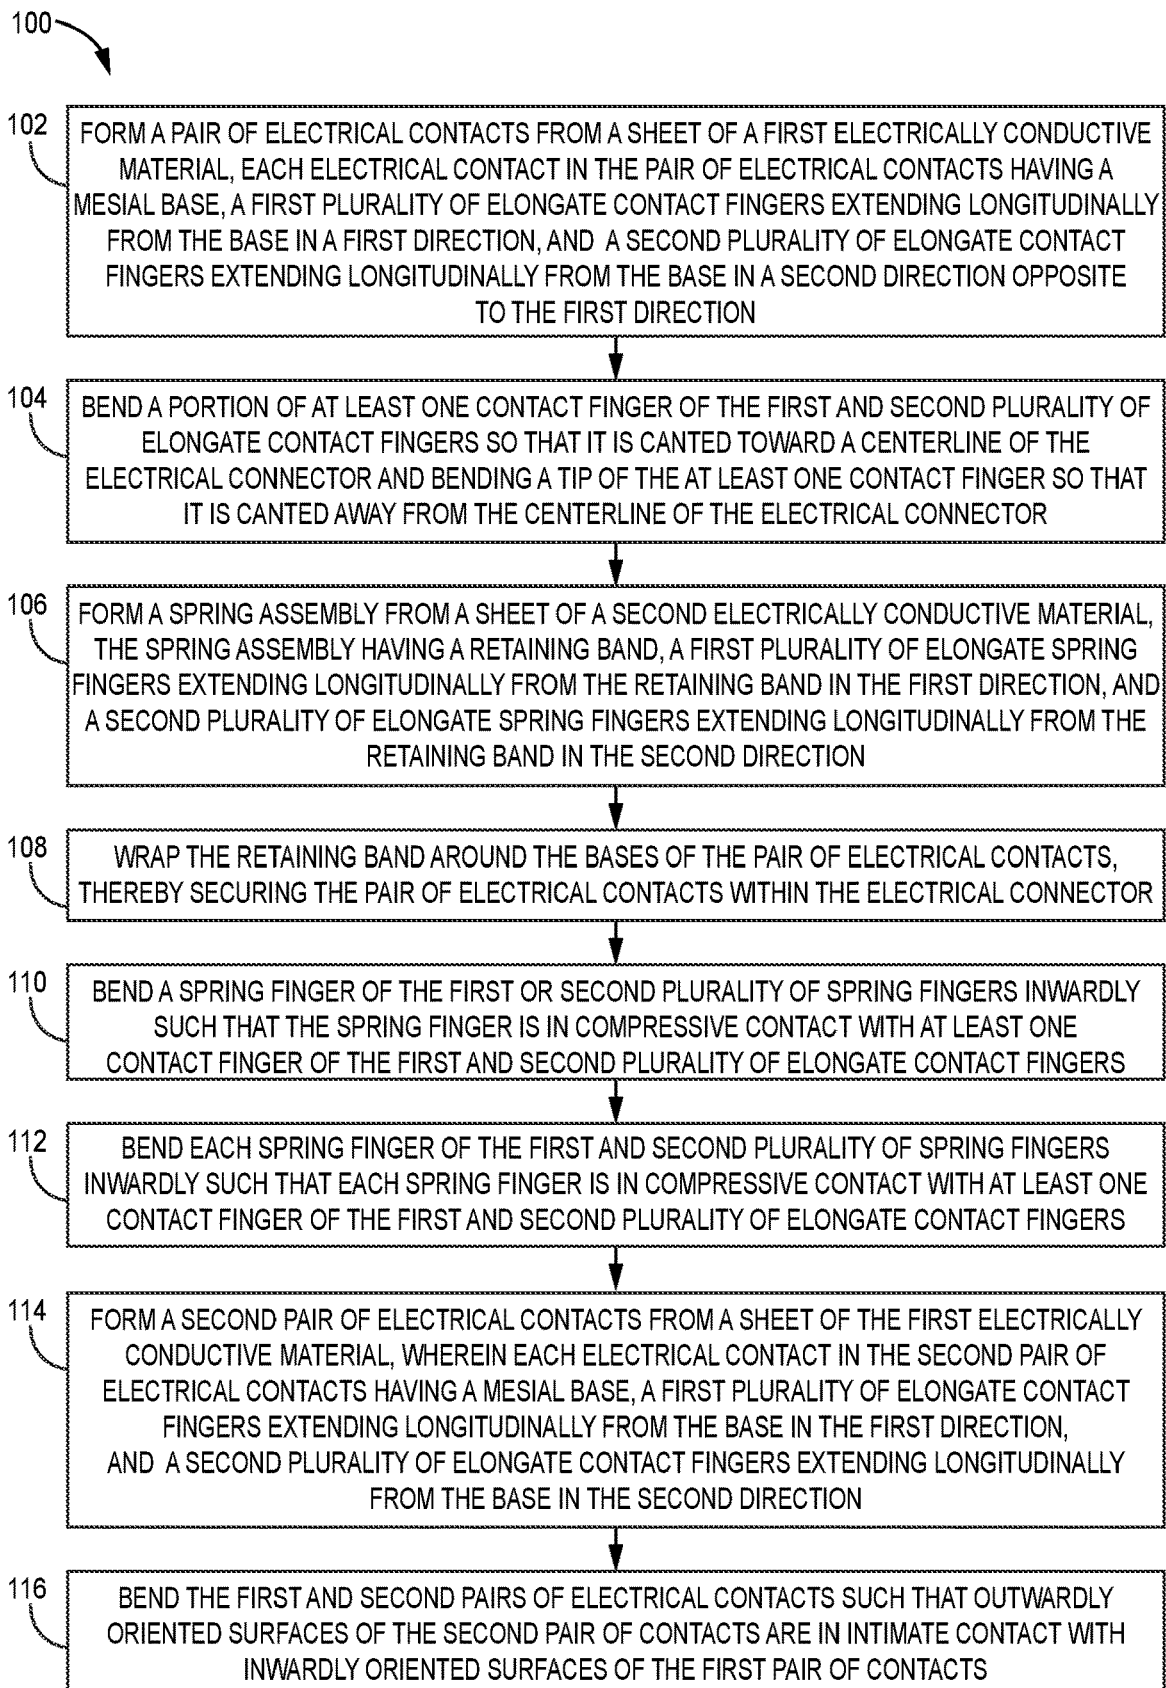 100
102
FORM A PAIR OF ELECTRICAL CONTACTS FROM A SHEET OF A FIRST ELECTRICALLY CONDUCTIVE
MATERIAL, EACH ELECTRICAL CONTACT IN THE PAIR OF ELECTRICAL CONTACTS HAVING A
MESIAL BASE, A FIRST PLURALITY OF ELONGATE CONTACT FINGERS EXTENDING LONGITUDINALLY
FROM THE BASE IN A FIRST DIRECTION, AND A SECOND PLURALITY OF ELONGATE CONTACT
FINGERS EXTENDING LONGITUDINALLY FROM THE BASE IN A SECOND DIRECTION OPPOSITE
TO THE FIRST DIRECTION
104
BEND A PORTION OF AT LEAST ONE CONTACT FINGER OF THE FIRST AND SECOND PLURALITY OF
ELONGATE CONTACT FINGERS SO THAT IT IS CANTED TOWARD A CENTERLINE OF THE
ELECTRICAL CONNECTOR AND BENDING A TIP OF THE AT LEAST ONE CONTACT FINGER SO THAT
IT IS CANTED AWAY FROM THE CENTERLINE OF THE ELECTRICAL CONNECTOR
106
FORM A SPRING ASSEMBLY FROM A SHEET OF A SECOND ELECTRICALLY CONDUCTIVE MATERIAL,
THE SPRING ASSEMBLY HAVING A RETAINING BAND, A FIRST PLURALITY OF ELONGATE SPRING
FINGERS EXTENDING LONGITUDINALLY FROM THE RETAINING BAND IN THE FIRST DIRECTION, AND
A SECOND PLURALITY OF ELONGATE SPRING FINGERS EXTENDING LONGITUDINALLY FROM THE
RETAINING BAND IN THE SECOND DIRECTION
108
WRAP THE RETAINING BAND AROUND THE BASES OF THE PAIR OF ELECTRICAL CONTACTS,
THEREBY SECURING THE PAIR OF ELECTRICAL CONTACTS WITHIN THE ELECTRICAL CONNECTOR
110
BEND A SPRING FINGER OF THE FIRST OR SECOND PLURALITY OF SPRING FINGERS INWARDLY
SUCH THAT THE SPRING FINGER IS IN COMPRESSIVE CONTACT WITH AT LEAST ONE
CONTACT FINGER OF THE FIRST AND SECOND PLURALITY OF ELONGATE CONTACT FINGERS
112
BEND EACH SPRING FINGER OF THE FIRST AND SECOND PLURALITY OF SPRING FINGERS
INWARDLY SUCH THAT EACH SPRING FINGER IS IN COMPRESSIVE CONTACT WITH AT LEAST ONE
CONTACT FINGER OF THE FIRST AND SECOND PLURALITY OF ELONGATE CONTACT FINGERS
114
FORM A SECOND PAIR OF ELECTRICAL CONTACTS FROM A SHEET OF THE FIRST ELECTRICALLY
CONDUCTIVE MATERIAL, WHEREIN EACH ELECTRICAL CONTACT IN THE SECOND PAIR OF
ELECTRICAL CONTACTS HAVING A MESIAL BASE, A FIRST PLURALITY OF ELONGATE CONTACT
FINGERS EXTENDING LONGITUDINALLY FROM THE BASE IN THE FIRST DIRECTION,
AND A SECOND PLURALITY OF ELONGATE CONTACT FINGERS EXTENDING LONGITUDINALLY
FROM THE BASE IN THE SECOND DIRECTION
116
BEND THE FIRST AND SECOND PAIRS OF ELECTRICAL CONTACTS SUCH THAT OUTWARDLY
ORIENTED SURFACES OF THE SECOND PAIR OF CONTACTS ARE IN INTIMATE CONTACT WITH
INWARDLY ORIENTED SURFACES OF THE FIRST PAIR OF CONTACTS